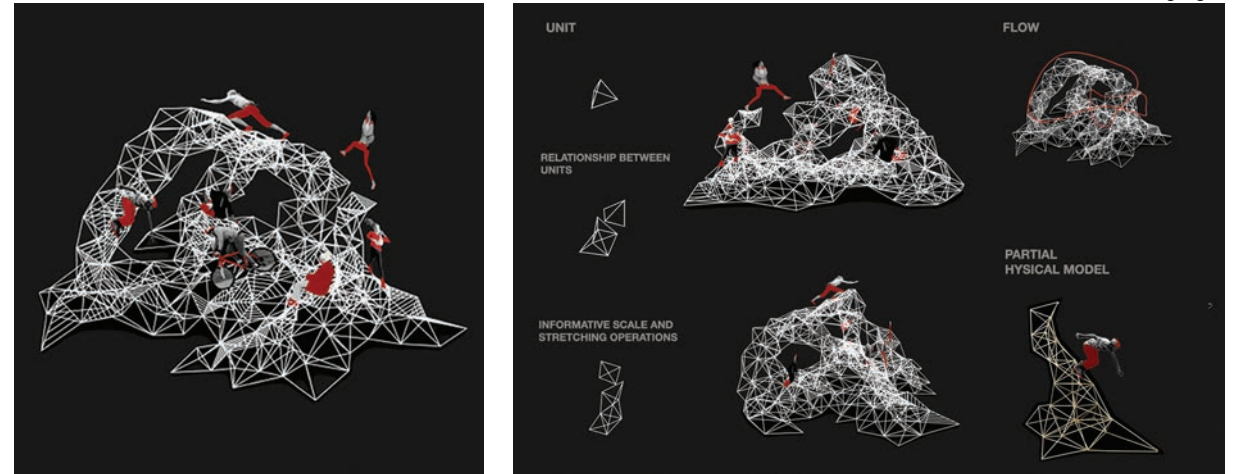 UNIT
FLOW
RELATIONSHIP BETWEEN
UNITS
PARTIAL
HYSICAL MODEL
INFORMATIVE SCALE AND
STRETCHING OPERATIONS